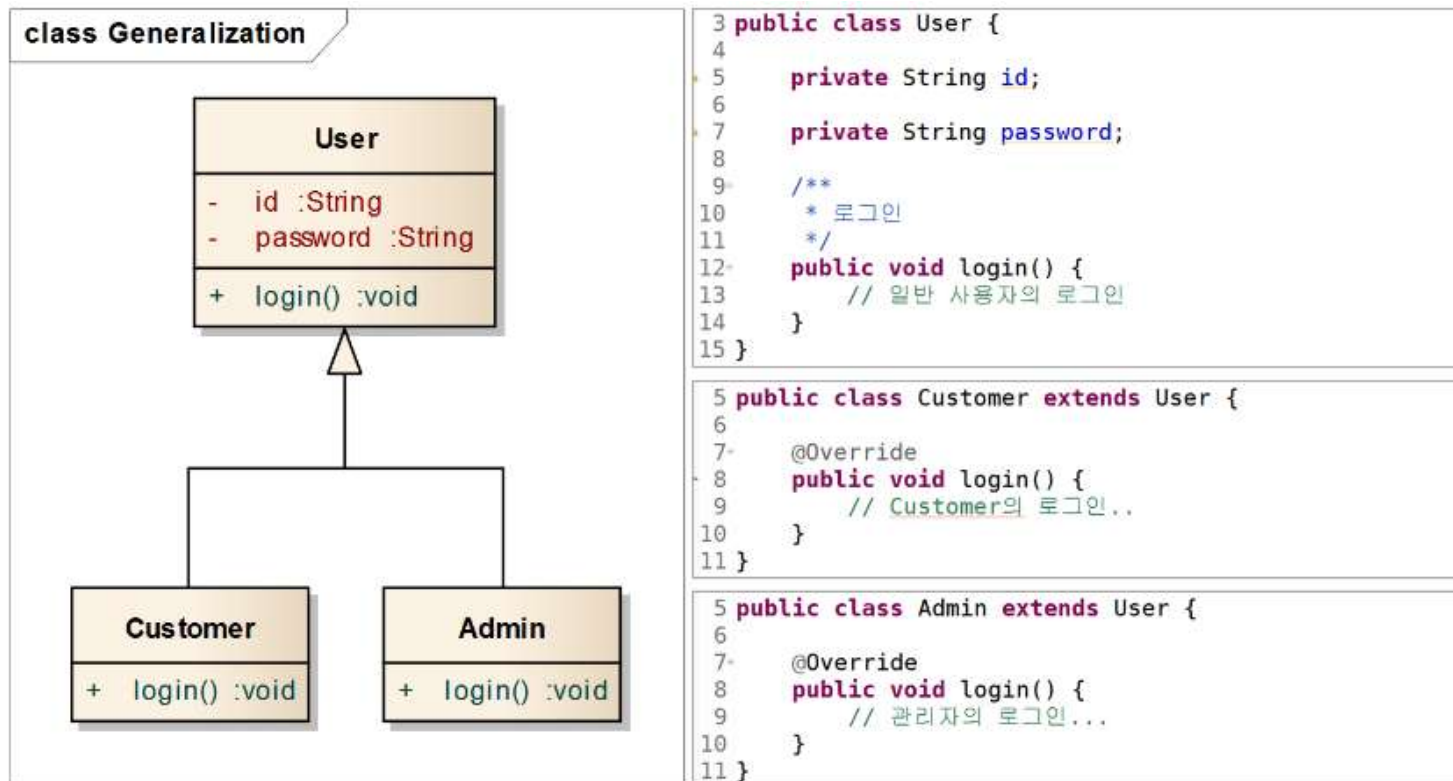 class Generalization
User
- id :String
- password :String
+ login() :void
Customer
+ login() :void
Admin
+ login() :void
3 public class User {
4
5 private String id;
6
7 private String password;
8
9 /**
10 * 로그인
11 */
12 public void login() {
13 // 일반 사용자의 로그인
14 }
15 }
5 public class Customer extends User {
6
7 @Override
8 public void login() {
9 // Customer의 로그인..
10 }
11 }
5 public class Admin extends User {
6
7 @Override
8 public void login() {
9 // 관리자의 로그인...
10 }
11 }